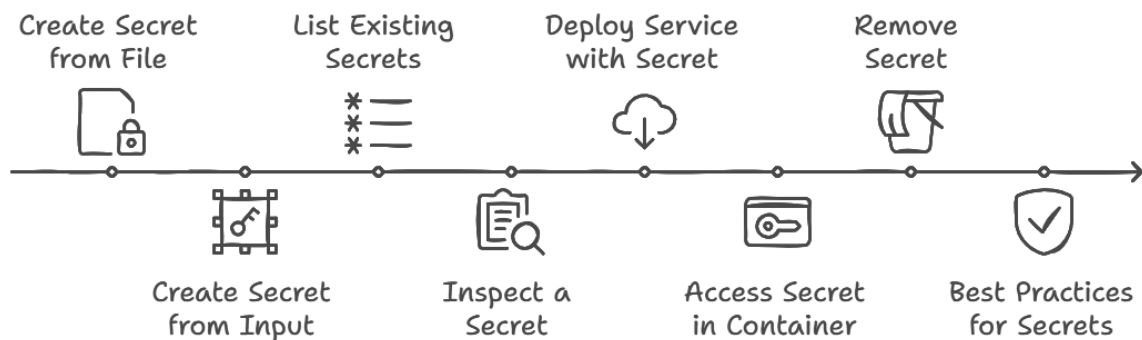 Create Secret
from File
Create Secret
from Input
List Existing
Secrets
Inspect a
Secret
Deploy Service
with Secret
Access Secret
in Container
Remove
Secret
Best Practices
for Secrets